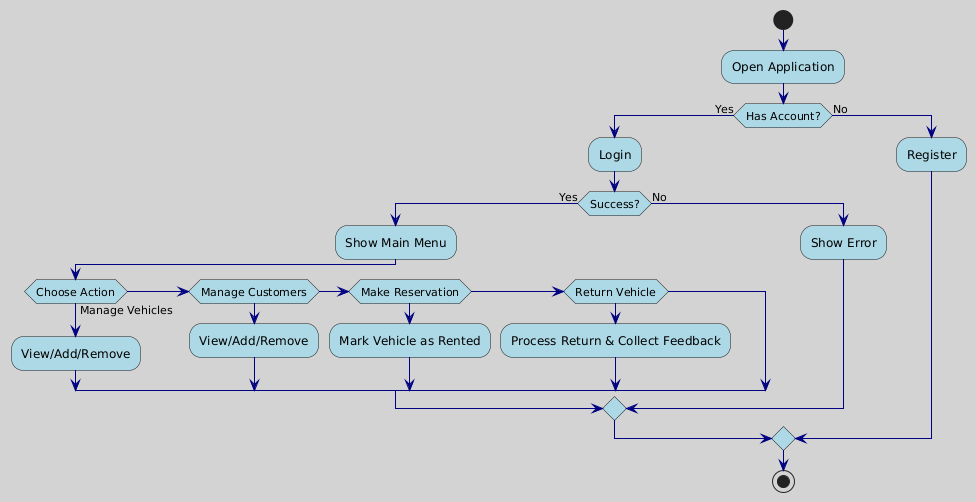 Open Application
Yes
Has Account?
No
Login
Register
Yes
Success?
No
Show Main Menu
Show Error
Choose Action
Manage Customers
Make Reservation
Return Vehicle
Manage Vehicles
View/Add/Remove
View/Add/Remove
Mark Vehicle as Rented
Process Return & Collect Feedback